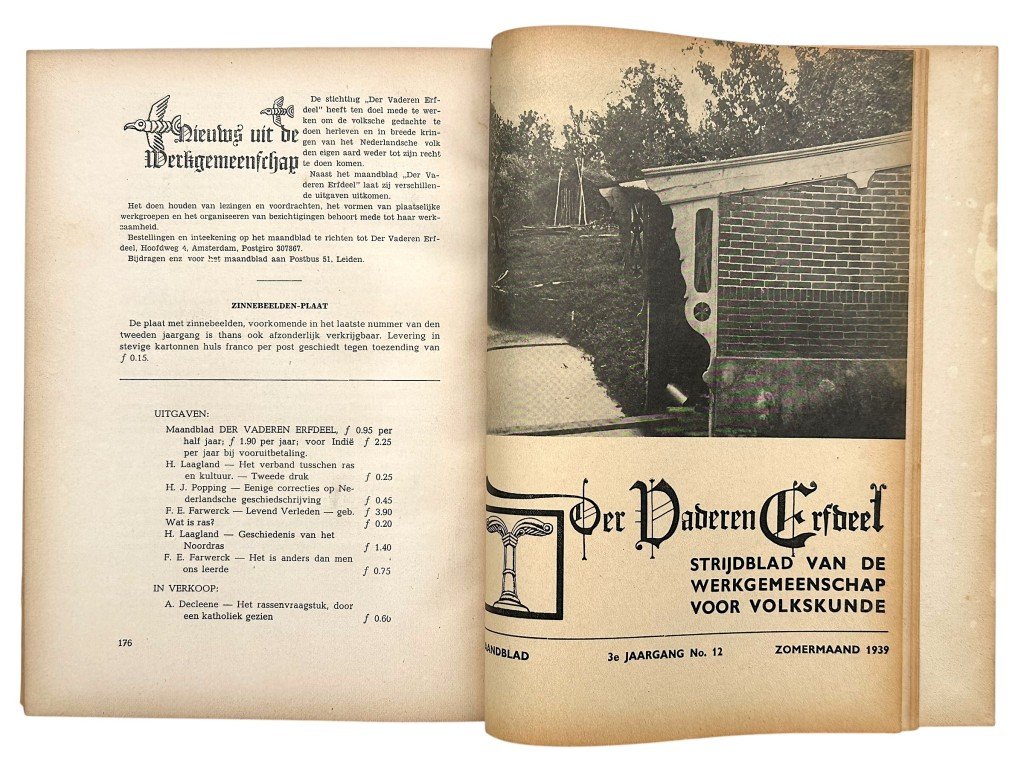 Nieuws uit de
Werkgemeenschap
De stichting „Der Vaderen Erf-
deel" heeft ten doel mede te wer-
ken om de volksche gedachte te
doen herleven en in breede krin-
gen van het Nederlandsche volk
den eigen aard weder tot zijn recht
te doen komen.
Naast het maandblad „Der Va-
deren Erfdeel" laat zij verschillen-
de uitgaven uitkomen.
Het doen houden van lezingen en voordrachten, het vormen van plaatselijke
werkgroepen en het organiseeren van bezichtigingen behoort mede tot haar werk-
zaamheid.
Bestellingen en inteekening op het maandblad te richten tot Der Vaderen Erf-
deel, Hoofdweg 4, Amsterdam, Postgiro 307867.
Bijdragen enz voor het maandblad aan Postbus 51, Leiden.
ZINNEBEELDEN-PLAAT
De plaat met zinnebeelden, voorkomende in het laatste nummer van den
tweeden jaargang is thans ook afzonderlijk verkrijgbaar. Levering in
stevige kartonnen huls franco per post geschiedt tegen toezending van
ƒ 0.15.
UITGAVEN:
Maandblad DER VADEREN ERFDEEL, ƒ 0.95 per
half jaar; ƒ 1.90 per jaar; voor Indië ƒ 2.25
per jaar bij vooruitbetaling.
H. Laagland — Het verband tusschen ras
en kultuur. — Tweede druk ƒ 0.25
H. J. Popping — Eenige correcties op Ne-
derlandsche geschiedschrijving ƒ 0.45
F. E. Farwerck — Levend Verleden — geb. ƒ 3.90
Wat is ras? ƒ 0.20
H. Laagland — Geschiedenis van het
Noordras ƒ 1.40
F. E. Farwerck — Het is anders dan men
ons leerde ƒ 0.75
IN VERKOOP:
A. Decleene — Het rassenvraagstuk, door
een katholiek gezien ƒ 0.60
176
Der Vaderen Erfdeel
STRIJDBLAD VAN DE
WERKGEMEENSCHAP
VOOR VOLKSKUNDE
AANDBLAD 3e JAARGANG No. 12 ZOMERMAAND 1939